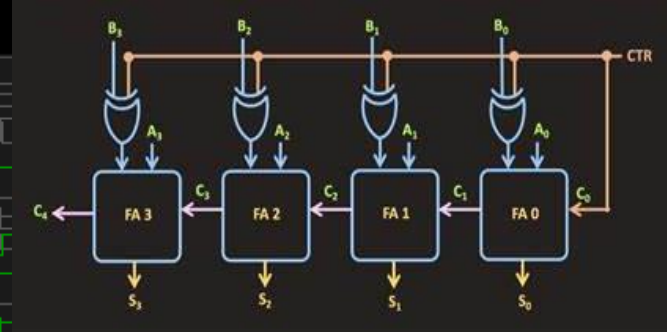 B₃ B₂ B₁ B₀
CTR
A₃ A₂ A₁ A₀
C₄ FA 3 C₃ FA 2 C₂ FA 1 C₁ FA 0 C₀
S₃ S₂ S₁ S₀